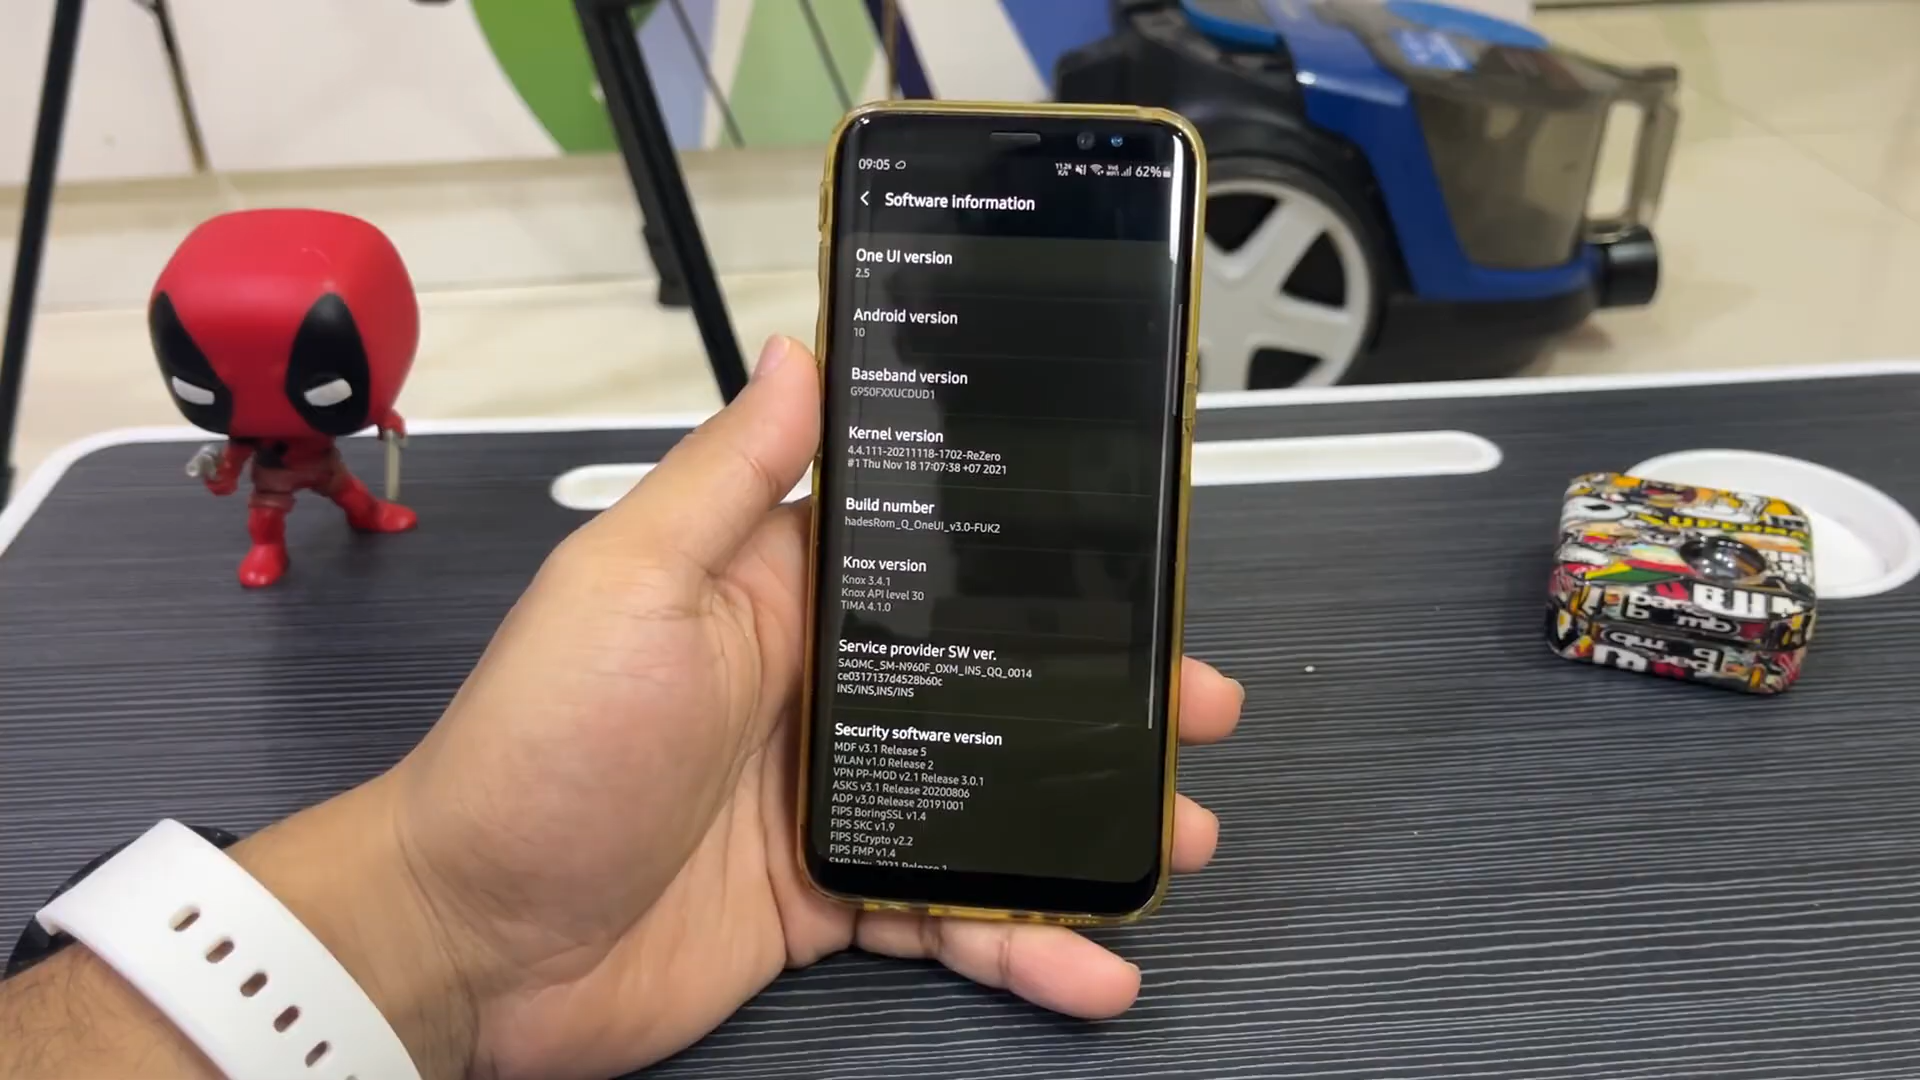 09:05
62%
Software information
One UI version
2.5
Android version
10
Baseband version
G950FXXUCDUD1
Kernel version
4.4.111-20211118-1702-ReZero
#1 Thu Nov 18 17:07:38 +07 2021
Build number
hadesRom_Q_OneUI_v3.0-FUK2
Knox version
Knox 3.4.1
Knox API level 30
TIMA 4.1.0
Service provider SW ver.
SAOMC_SM-N960F_OXM_INS_QQ_0014
ce0317137d4528b60c
INS/INS,INS/INS
Security software version
MDF v3.1 Release 5
WLAN v1.0 Release 2
VPN PP-MOD v2.1 Release 3.0.1
ASKS v3.1 Release 20200806
ADP v3.0 Release 20191001
FIPS BoringSSL v1.4
FIPS SKC v1.9
FIPS SCrypto v2.2
FIPS FMP v1.4
SMR Nov-2021 Release 1